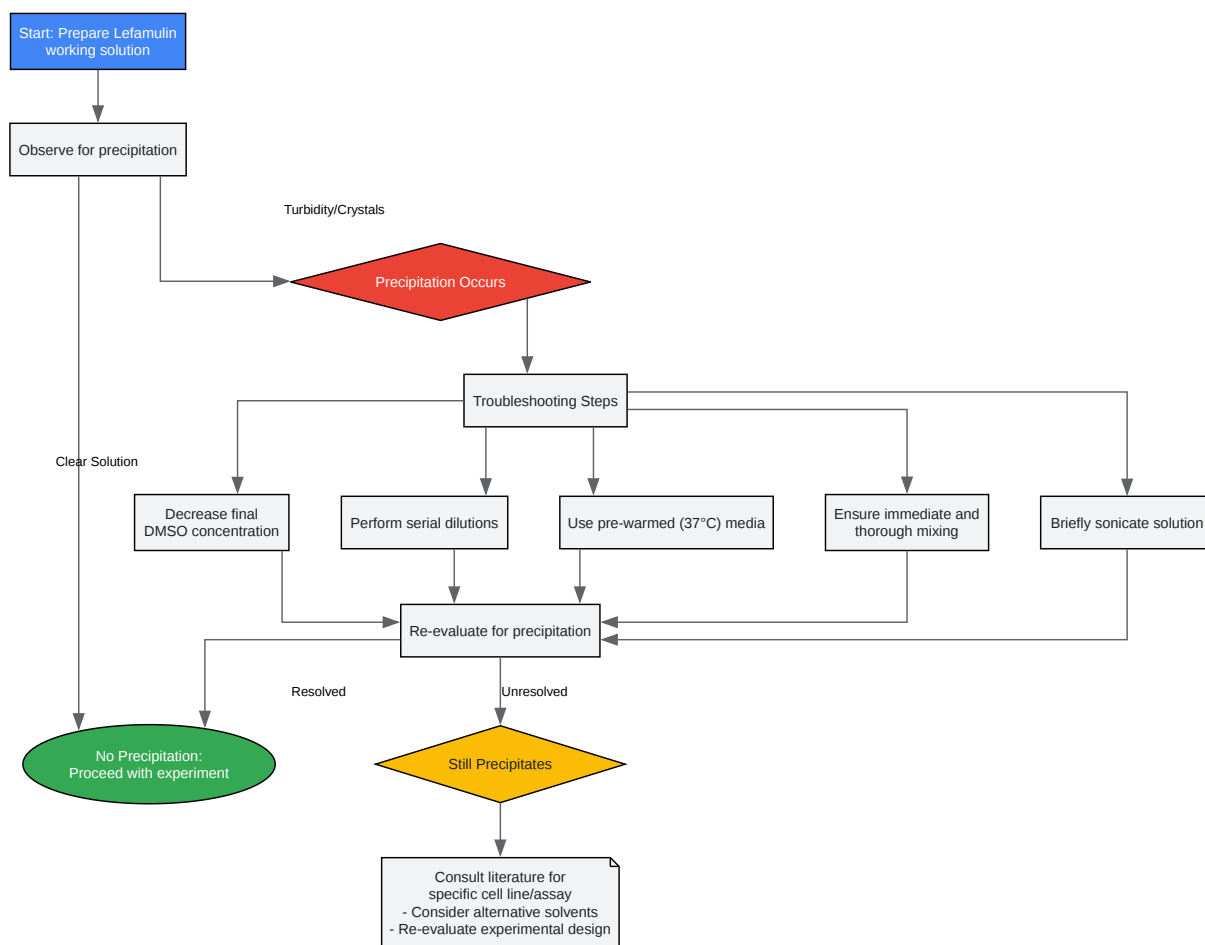 Start: Prepare Lefamulin
working solution
Observe for precipitation
Turbidity/Crystals
Precipitation Occurs
Troubleshooting Steps
Clear Solution
Decrease final
DMSO concentration
Perform serial dilutions
Use pre-warmed (37°C) media
Ensure immediate and
thorough mixing
Briefly sonicate solution
Re-evaluate for precipitation
Resolved
Unresolved
No Precipitation:
Proceed with experiment
Still Precipitates
Consult literature for
specific cell line/assay
- Consider alternative solvents
- Re-evaluate experimental design